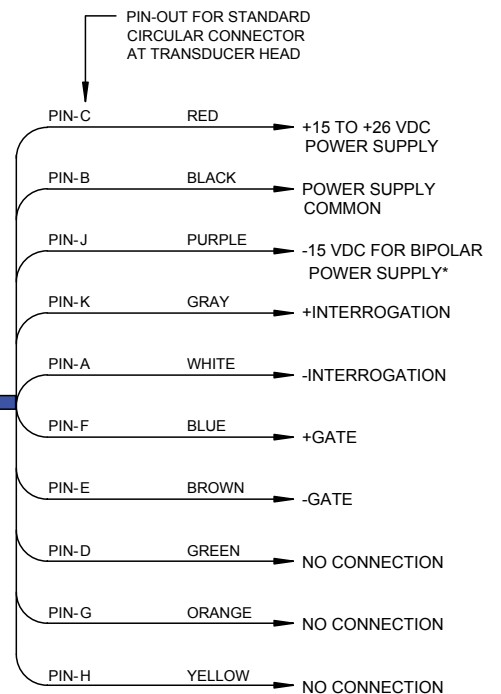 PIN-OUT FOR STANDARD
CIRCULAR CONNECTOR
AT TRANSDUCER HEAD
PIN-C RED +15 TO +26 VDC
POWER SUPPLY
PIN-B BLACK POWER SUPPLY
COMMON
PIN-J PURPLE -15 VDC FOR BIPOLAR
POWER SUPPLY*
PIN-K GRAY +INTERROGATION
PIN-A WHITE -INTERROGATION
PIN-F BLUE +GATE
PIN-E BROWN -GATE
PIN-D GREEN NO CONNECTION
PIN-G ORANGE NO CONNECTION
PIN-H YELLOW NO CONNECTION